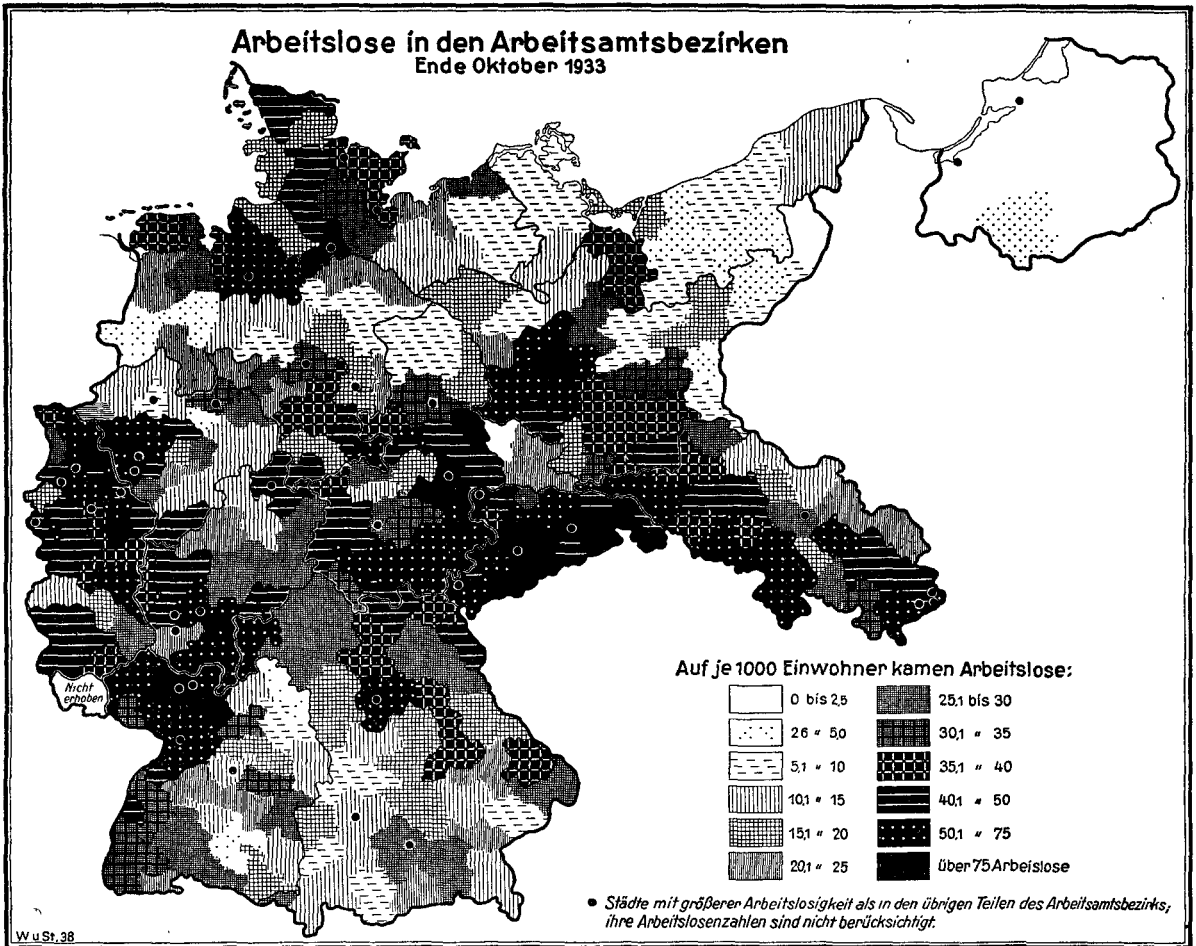 Arbeitslose in den Arbeitsamtsbezirken
Ende Oktober 1933
Nicht
erhoben
Auf je 1000 Einwohner kamen Arbeitslose:
0 bis 2,5
26 " 5,0
5,1 " 10
10,1 " 15
15,1 " 20
20,1 " 25
25,1 bis 30
30,1 " 35
35,1 " 40
40,1 " 50
50,1 " 75
über 75 Arbeitslose
• Städte mit größerer Arbeitslosigkeit als in den übrigen Teilen des Arbeitsamtsbezirks;
ihre Arbeitslosenzahlen sind nicht berücksichtigt.
W u St. 38